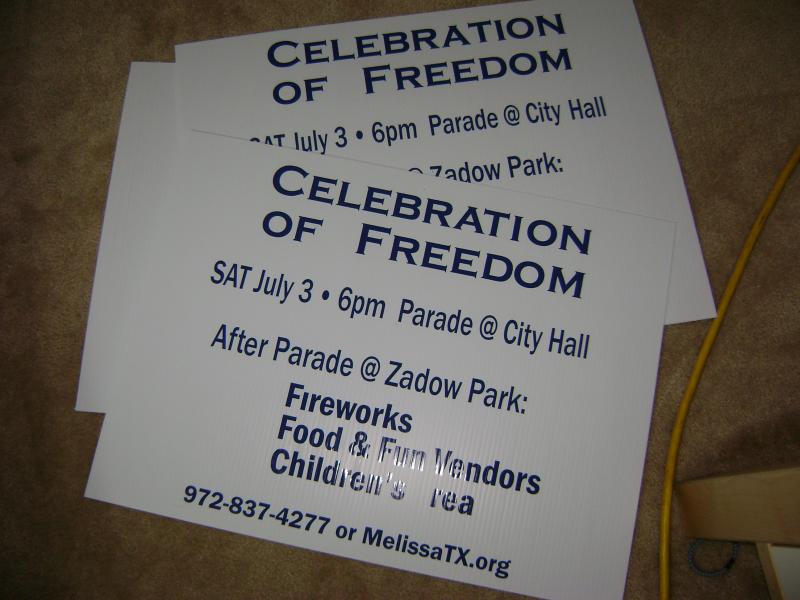 CELEBRATION
OF FREEDOM
SAT July 3 • 6pm Parade @ City Hall
@ Zadow Park:
CELEBRATION
OF FREEDOM
SAT July 3 • 6pm Parade @ City Hall
After Parade @ Zadow Park:
Fireworks
Food & Fun Vendors
Children's rea
972-837-4277 or MelissaTX.org